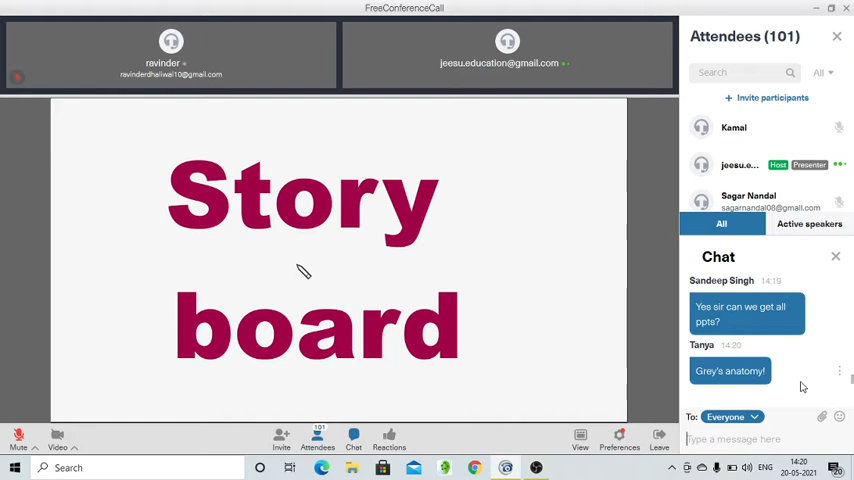 FreeConferenceCall
ravinder
ravinderdhaliwal10@gmail.com
jeesu.education@gmail.com
Story
board
Attendees (101)
Search
All
+ Invite participants
Kamal
jeesu.e... Host Presenter
Sagar Nandal
sagarnandal08@gmail.com
All
Active speakers
Chat
Sandeep Singh 14:19
Yes sir can we get all
ppts?
Tanya 14:20
Grey's anatomy!
To: Everyone
Type a message here
Mute
Video
Invite
101
Attendees
Chat
Reactions
View
Preferences
Leave
Search
ENG
14:20
20-05-2021
20